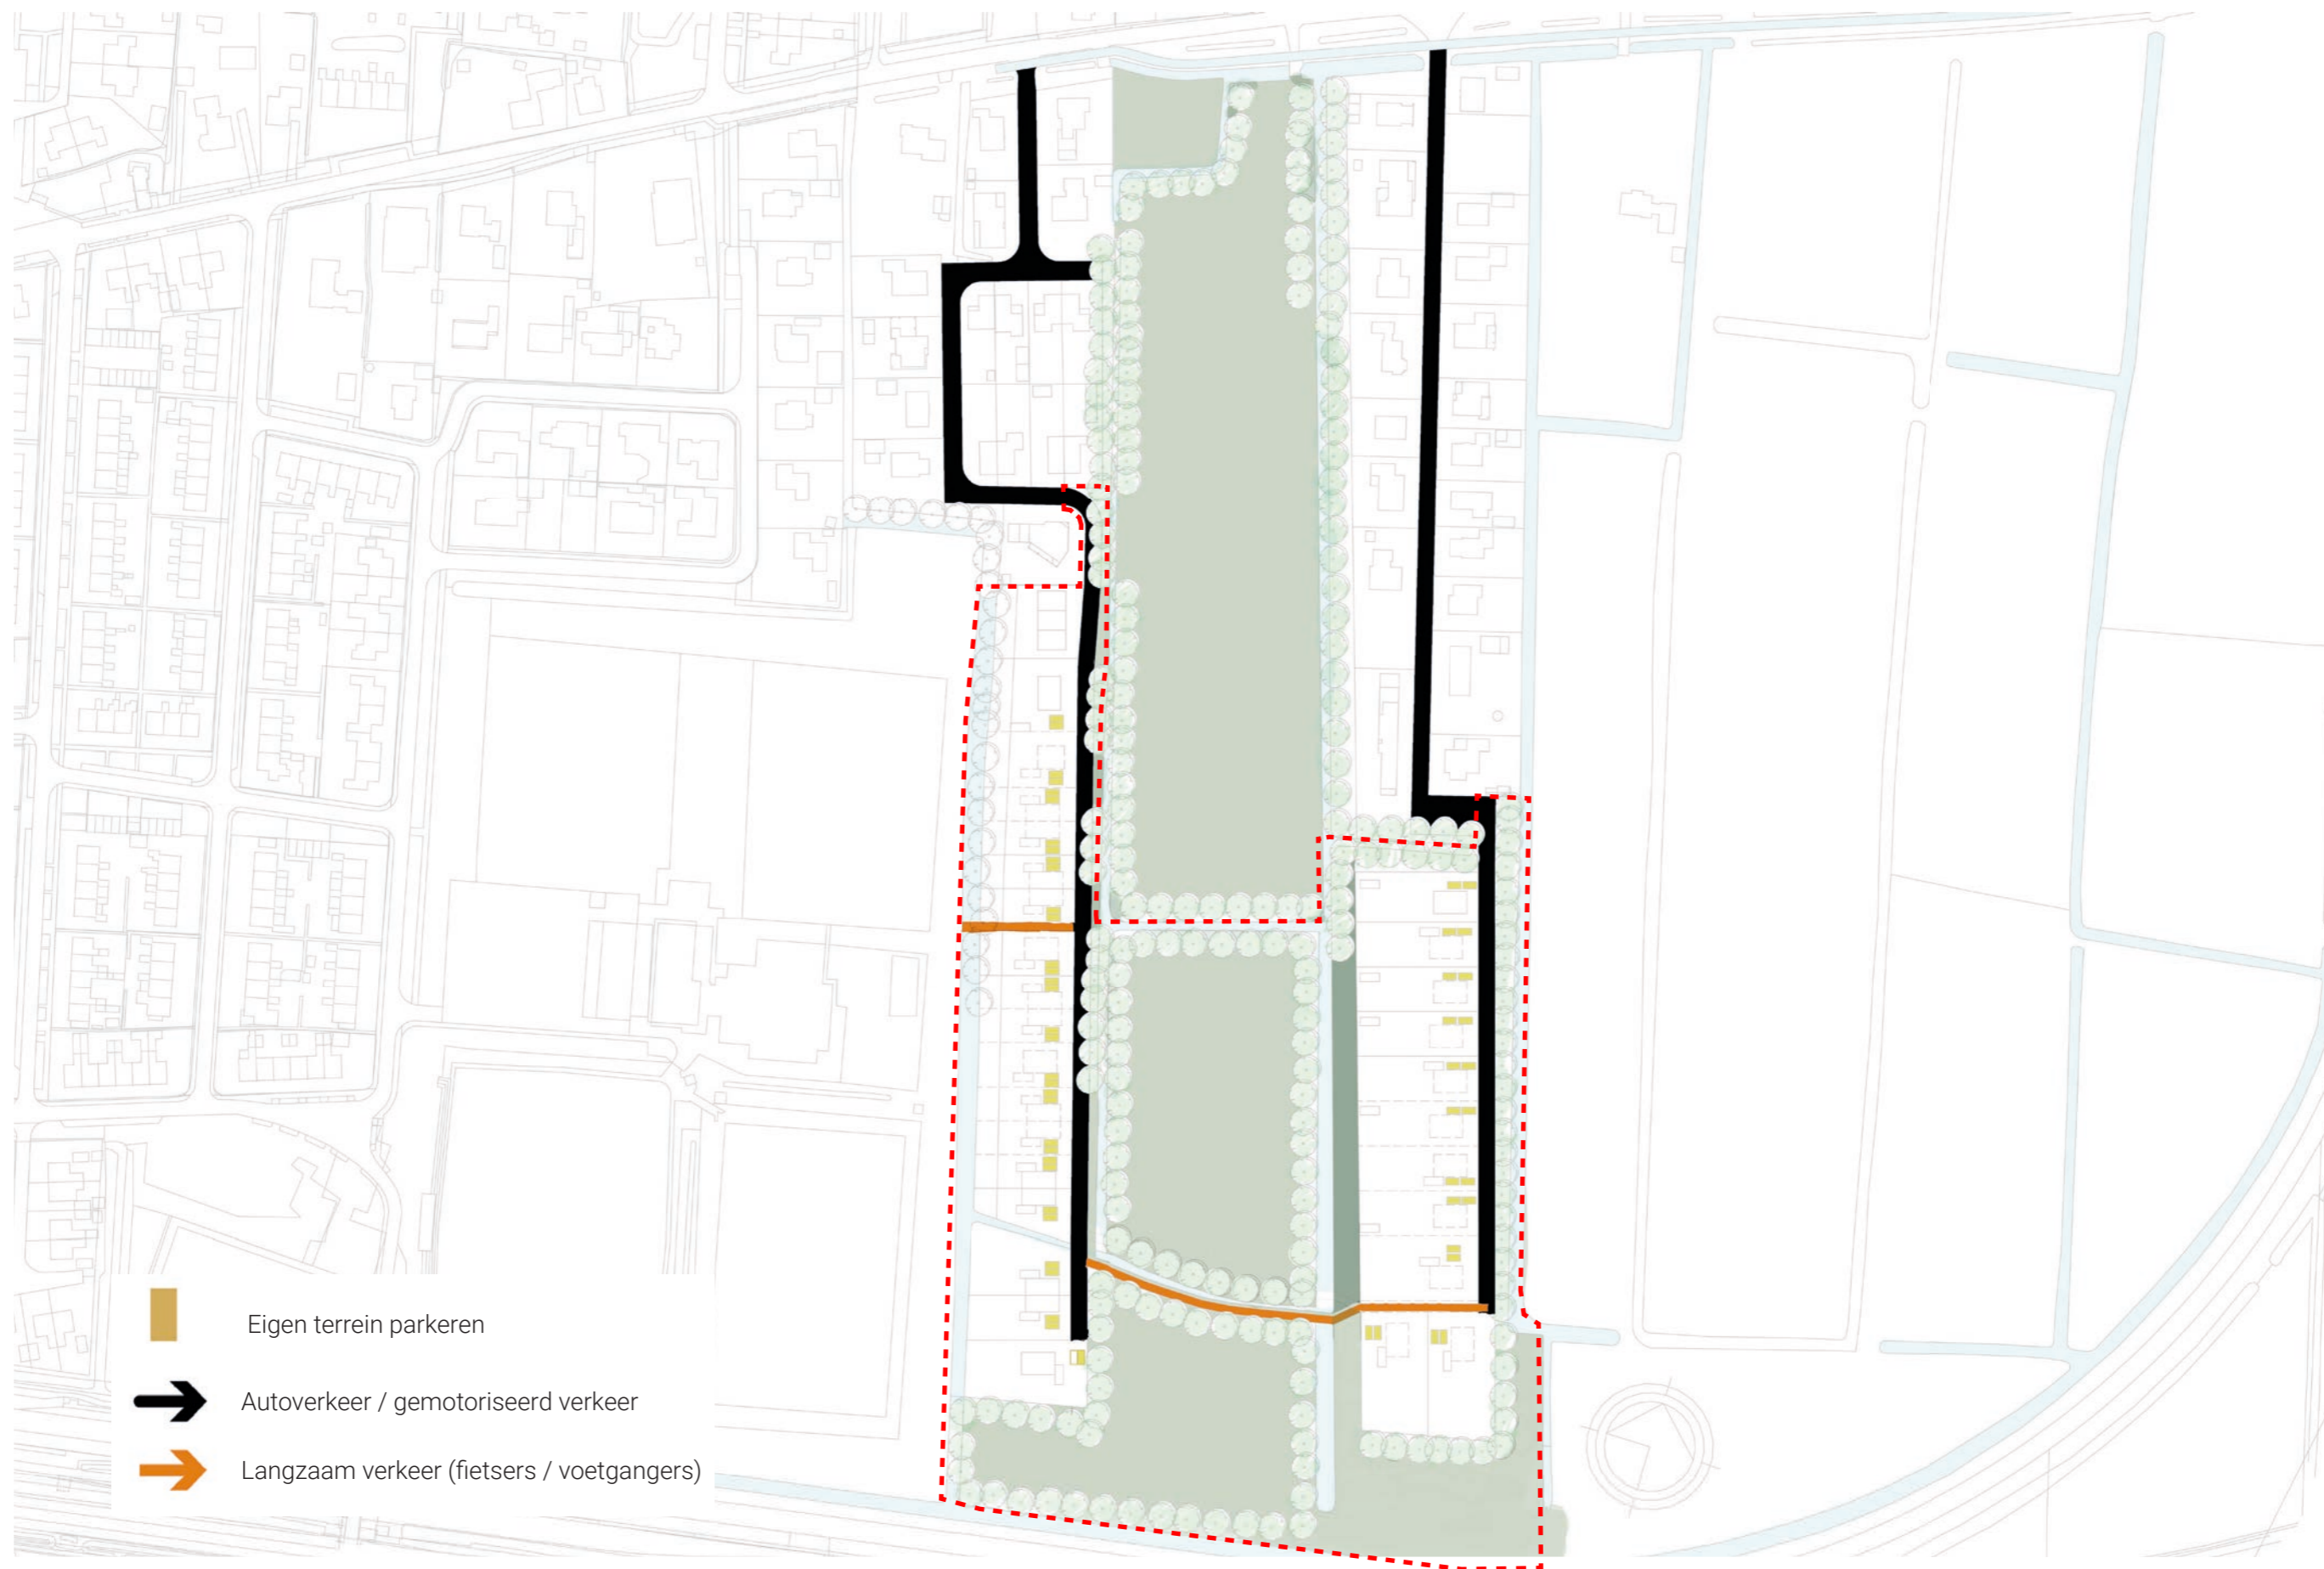 Eigen terrein parkeren
Autoverkeer / gemotoriseerd verkeer
Langzaam verkeer (fietsers / voetgangers)